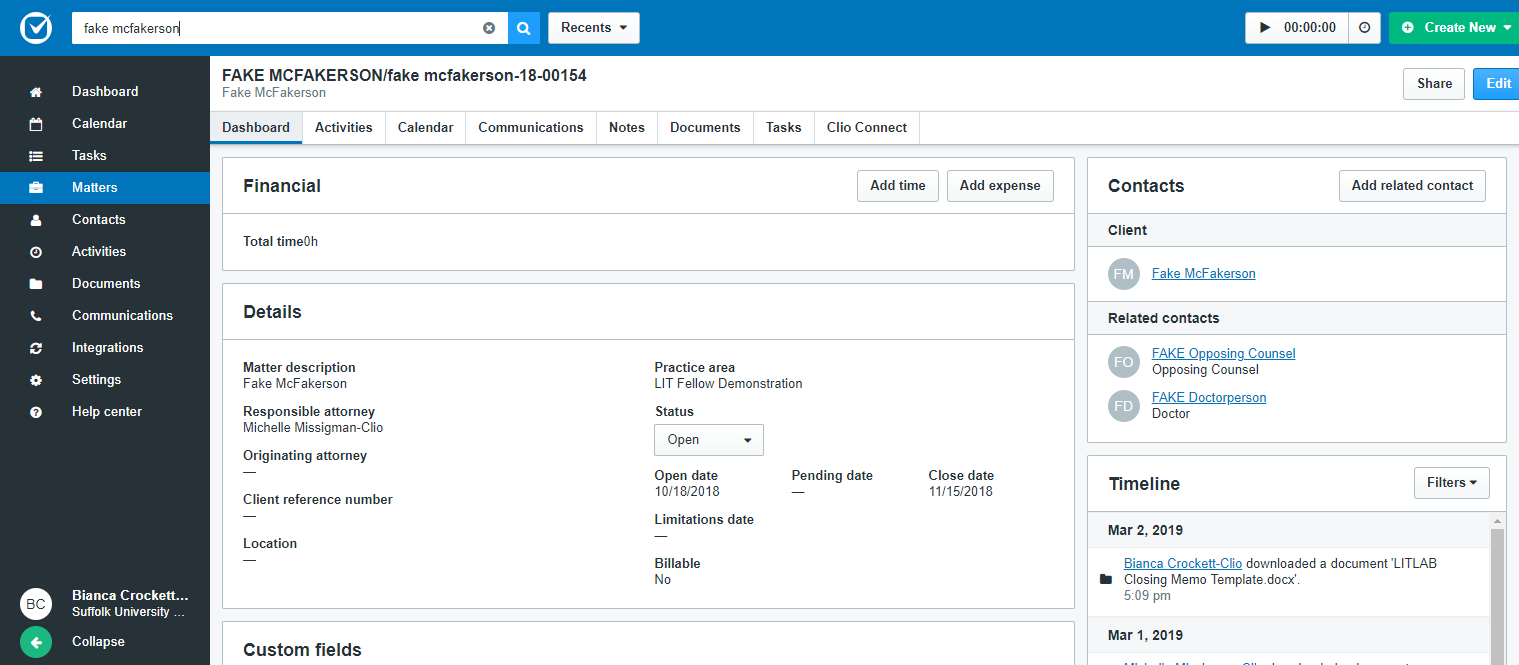 fake mcfakerson
Recents
00:00:00
Create New
Dashboard
Calendar
Tasks
Matters
Contacts
Activities
Documents
Communications
Integrations
Settings
Help center
BC
Bianca Crockett...
Suffolk University ...
Collapse
FAKE MCFAKERSON/fake mcfakerson-18-00154
Fake McFakerson
Share
Edit
Dashboard
Activities
Calendar
Communications
Notes
Documents
Tasks
Clio Connect
Financial
Add time
Add expense
Total time0h
Details
Matter description
Fake McFakerson
Responsible attorney
Michelle Missigman-Clio
Originating attorney
—
Client reference number
—
Location
—
Practice area
LIT Fellow Demonstration
Status
Open
Open date
10/18/2018
Pending date
—
Close date
11/15/2018
Limitations date
—
Billable
No
Custom fields
Contacts
Add related contact
Client
FM
Fake McFakerson
Related contacts
FO
FAKE Opposing Counsel
Opposing Counsel
FD
FAKE Doctorperson
Doctor
Timeline
Filters
Mar 2, 2019
Bianca Crockett-Clio downloaded a document 'LITLAB
Closing Memo Template.docx'.
5:09 pm
Mar 1, 2019